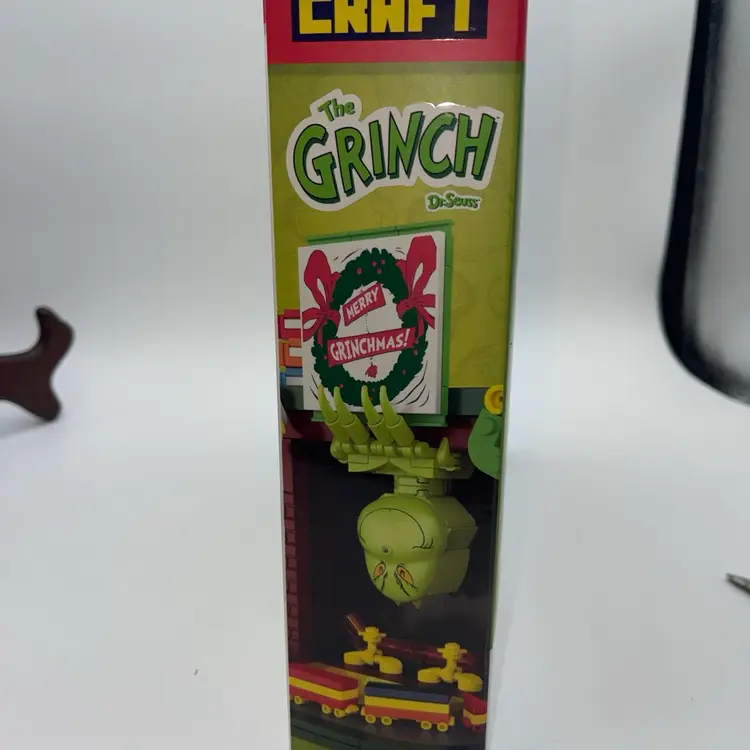 CRAFT
The
GRINCH
Dr. Seuss
MERRY
GRINCHMAS!